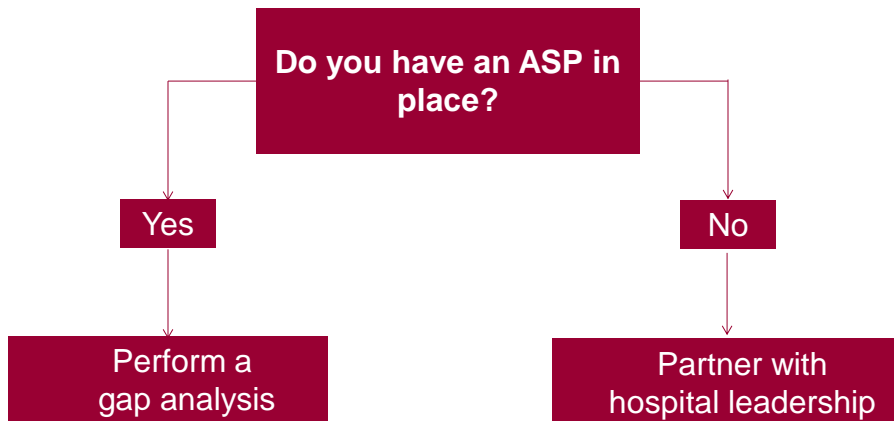 Do you have an ASP in
place?
Yes
No
Perform a
gap analysis
Partner with
hospital leadership